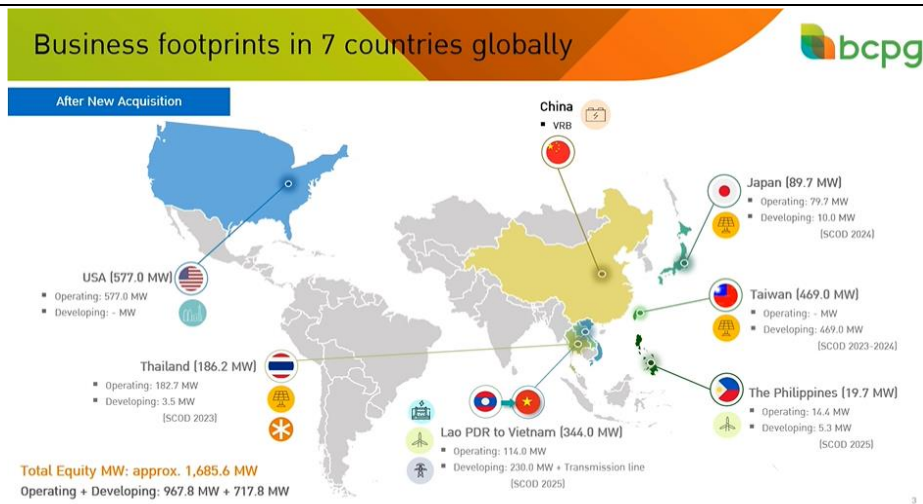 Business footprints in 7 countries globally
bcpg
After New Acquisition
China
▪ VRB
Japan (89.7 MW)
▪ Operating: 79.7 MW
▪ Developing: 10.0 MW
(SCOD 2024)
USA (577.0 MW)
▪ Operating: 577.0 MW
▪ Developing: - MW
Taiwan (469.0 MW)
▪ Operating: - MW
▪ Developing: 469.0 MW
(SCOD 2023-2024)
Thailand (186.2 MW)
▪ Operating: 182.7 MW
▪ Developing: 3.5 MW
(SCOD 2023)
The Philippines (19.7 MW)
▪ Operating: 14.4 MW
▪ Developing: 5.3 MW
(SCOD 2025)
Lao PDR to Vietnam (344.0 MW)
▪ Operating: 114.0 MW
▪ Developing: 230.0 MW + Transmission line
(SCOD 2025)
Total Equity MW: approx. 1,685.6 MW
Operating + Developing: 967.8 MW + 717.8 MW
3